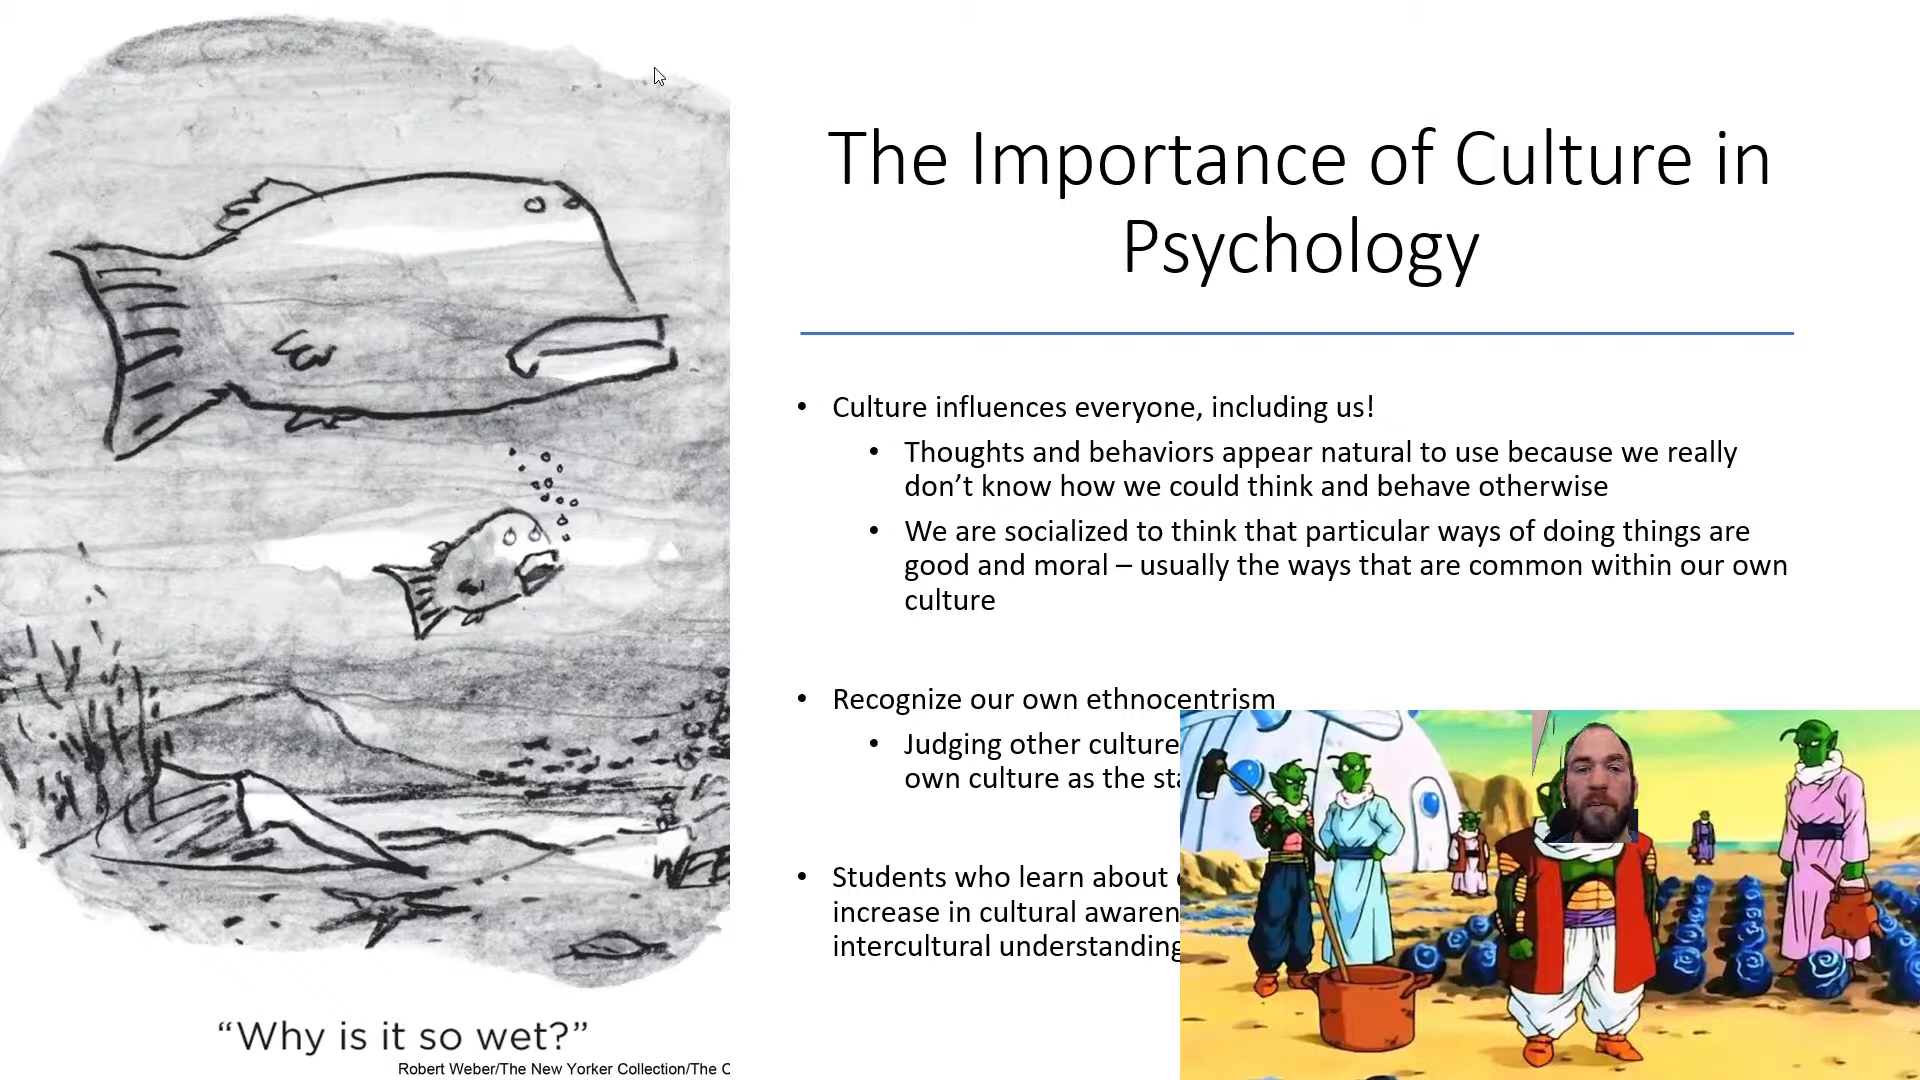 The Importance of Culture in
Psychology
• Culture influences everyone, including us!
• Thoughts and behaviors appear natural to use because we really
don’t know how we could think and behave otherwise
• We are socialized to think that particular ways of doing things are
good and moral – usually the ways that are common within our own
culture
• Recognize our own ethnocentrism
• Judging other culture
own culture as the
• Students who learn about
increase in cultural
intercultural understanding
“Why is it so wet?”
Robert Weber/The New Yorker Collection/The